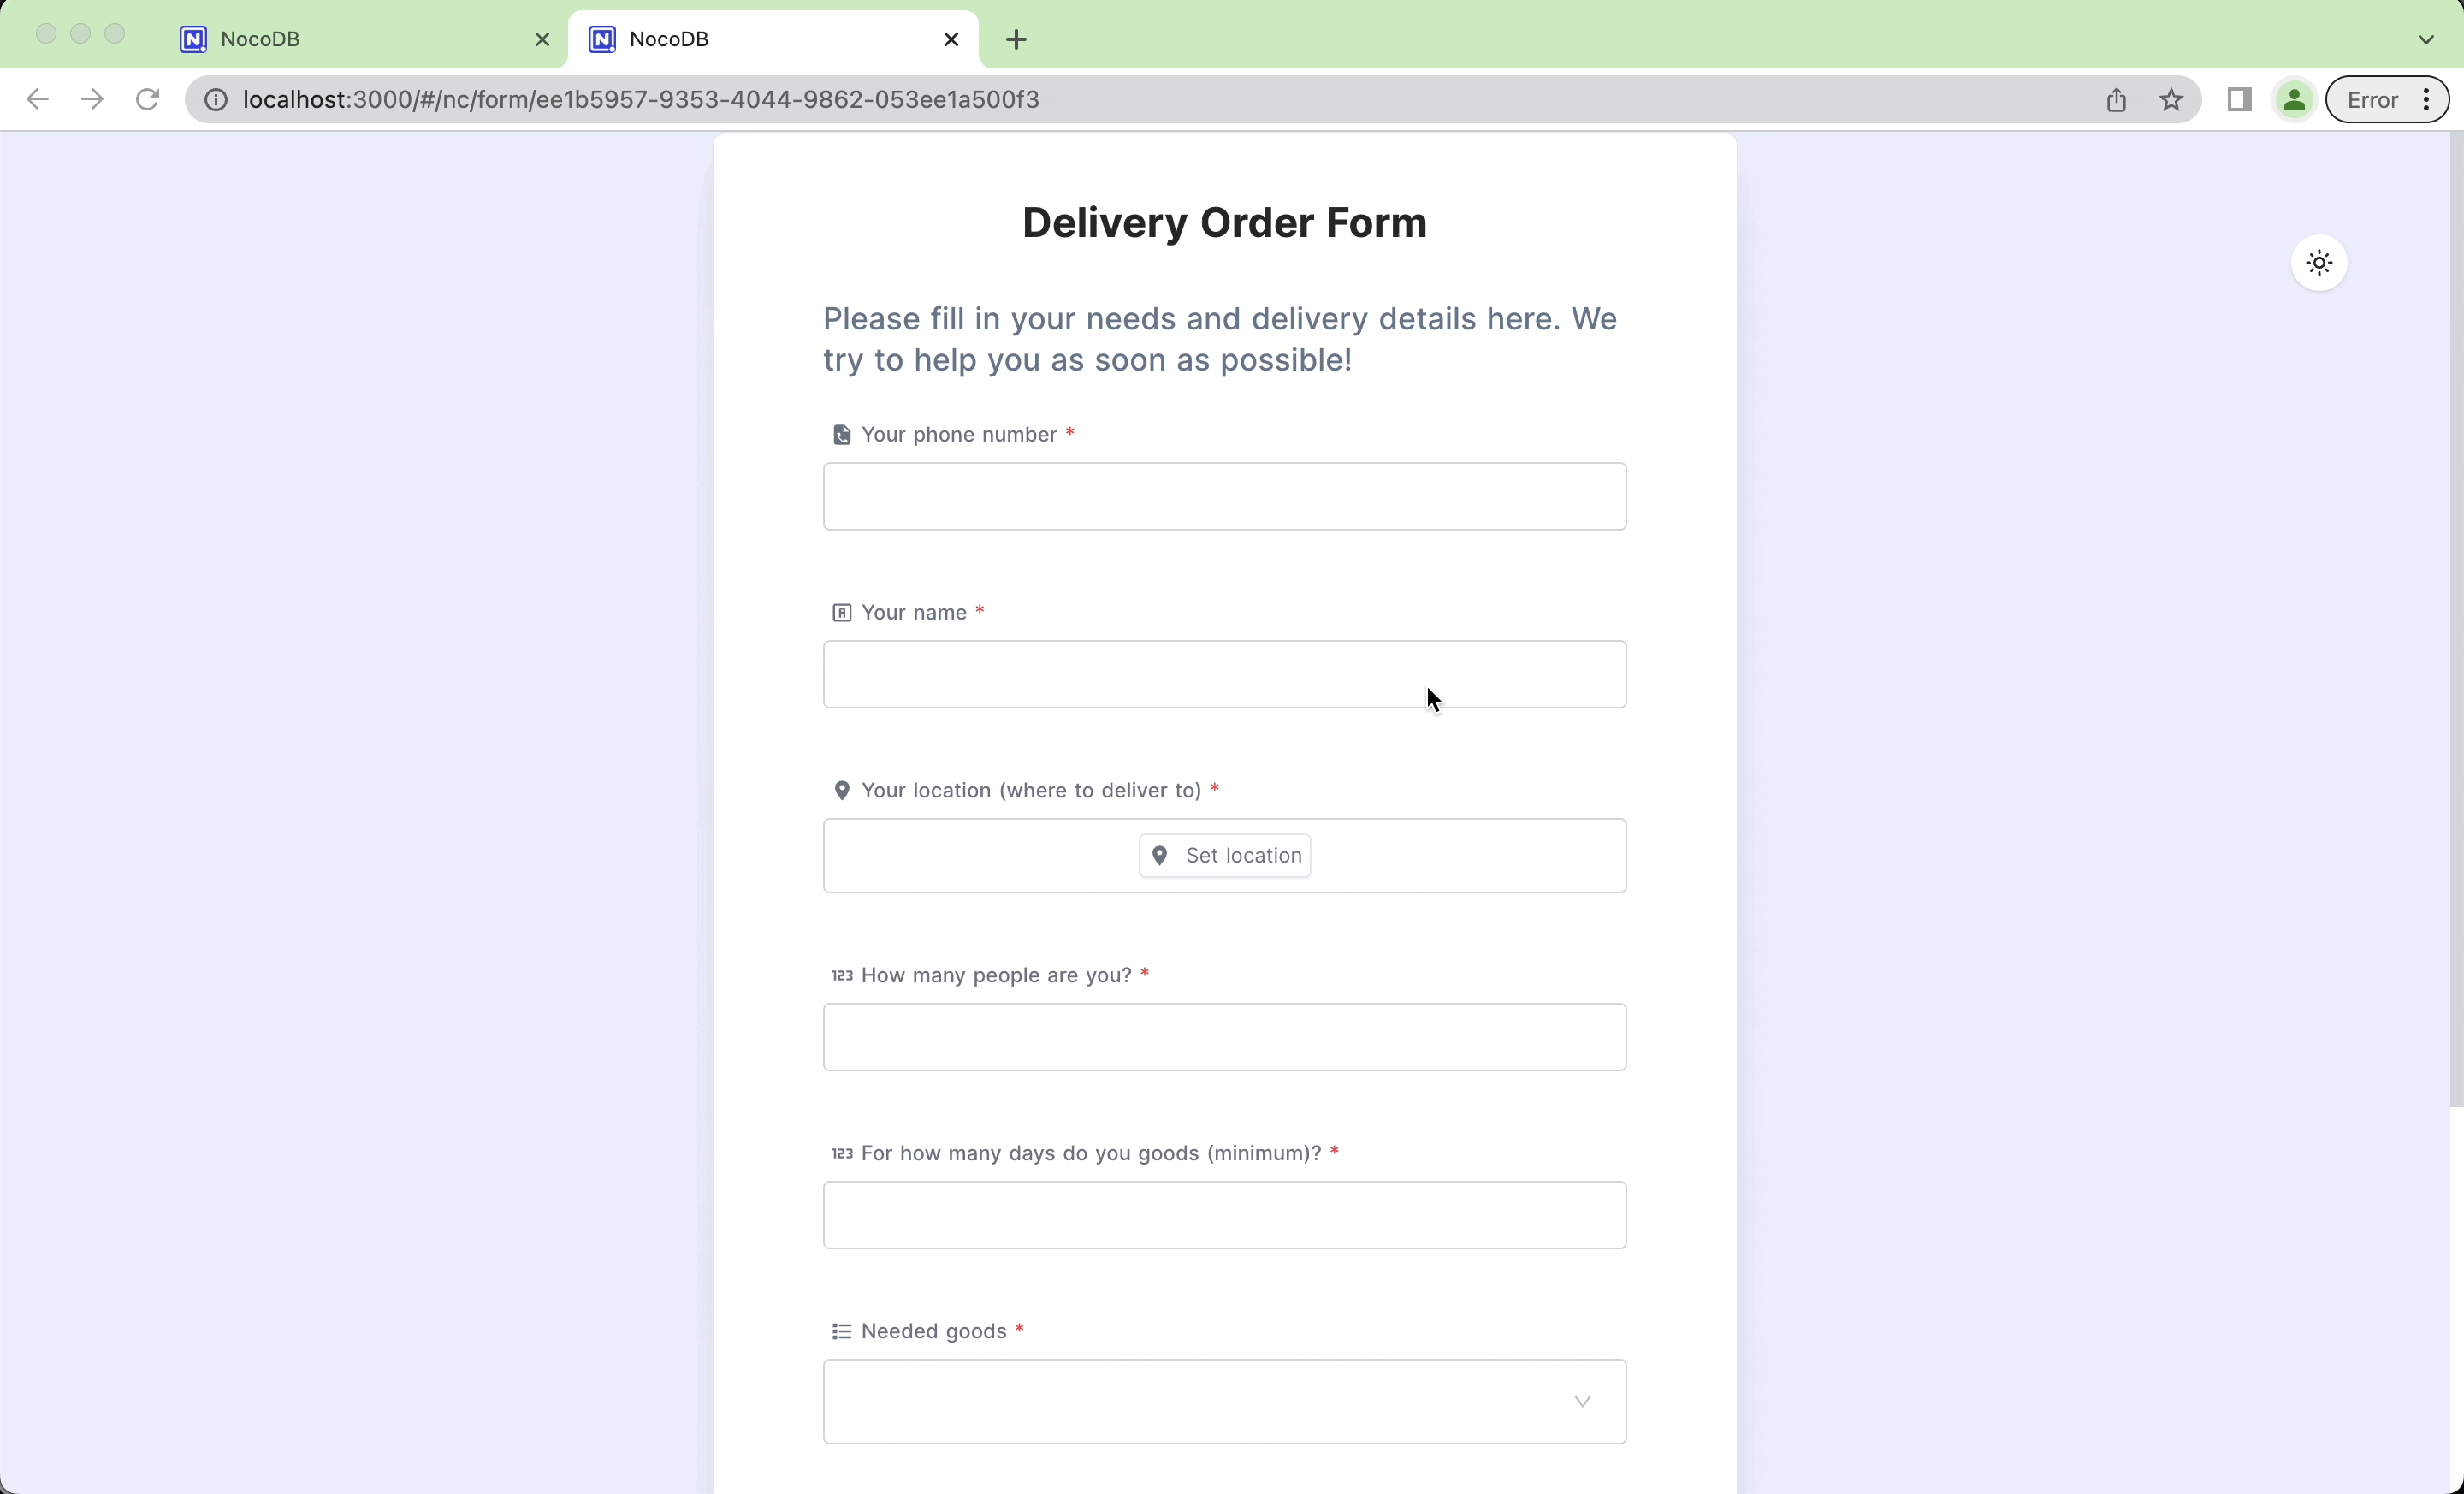 NocoDB
NocoDB
localhost:3000/#/nc/form/ee1b5957-9353-4044-9862-053ee1a500f3
Error
Delivery Order Form
Please fill in your needs and delivery details here. We
try to help you as soon as possible!
Your phone number *
Your name *
Your location (where to deliver to) *
Set location
123 How many people are you? *
123 For how many days do you goods (minimum)? *
Needed goods *